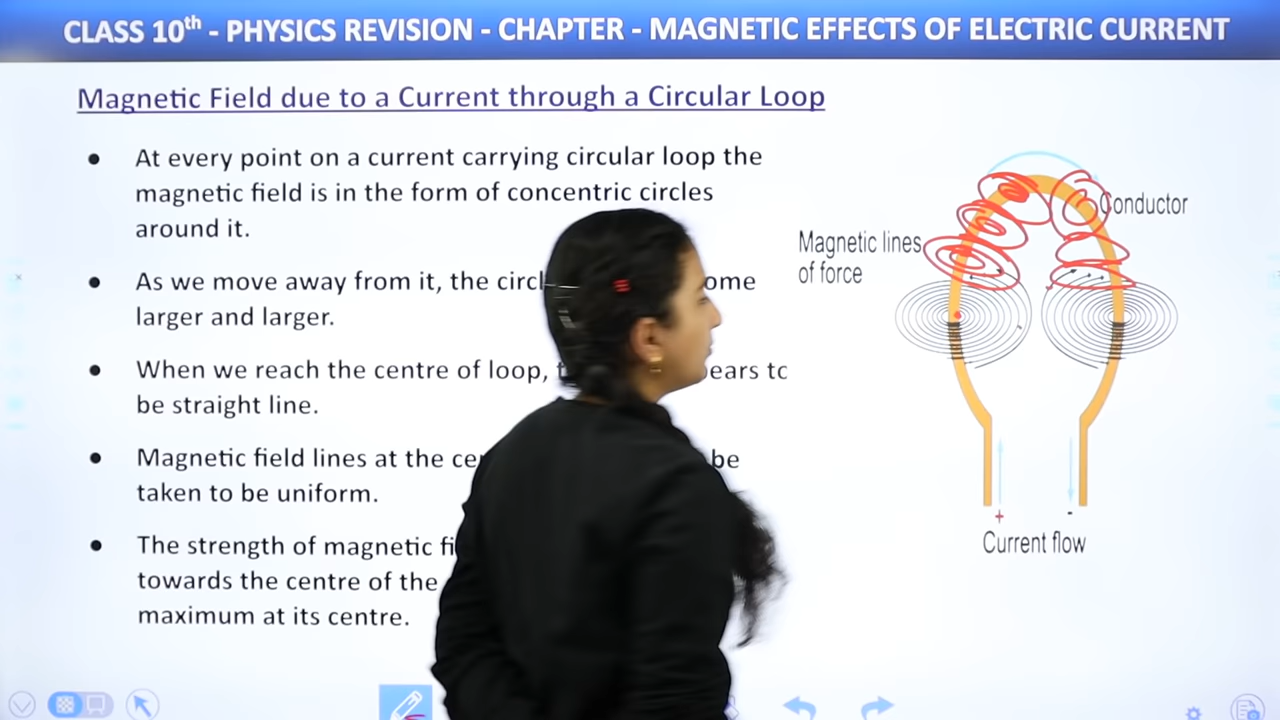 CLASS 10th - PHYSICS REVISION - CHAPTER - MAGNETIC EFFECTS OF ELECTRIC CURRENT
Magnetic Field due to a Current through a Circular Loop
● At every point on a current carrying circular loop the
magnetic field is in the form of concentric circles
around it.
● As we move away from it, the ome
larger and larger.
● When we reach the centre of loop, ears to
be straight line.
● Magnetic field lines at the be
taken to be uniform.
● The strength of magnetic
towards the centre of the
maximum at its centre.
Conductor
Magnetic lines
of force
+ -
Current flow